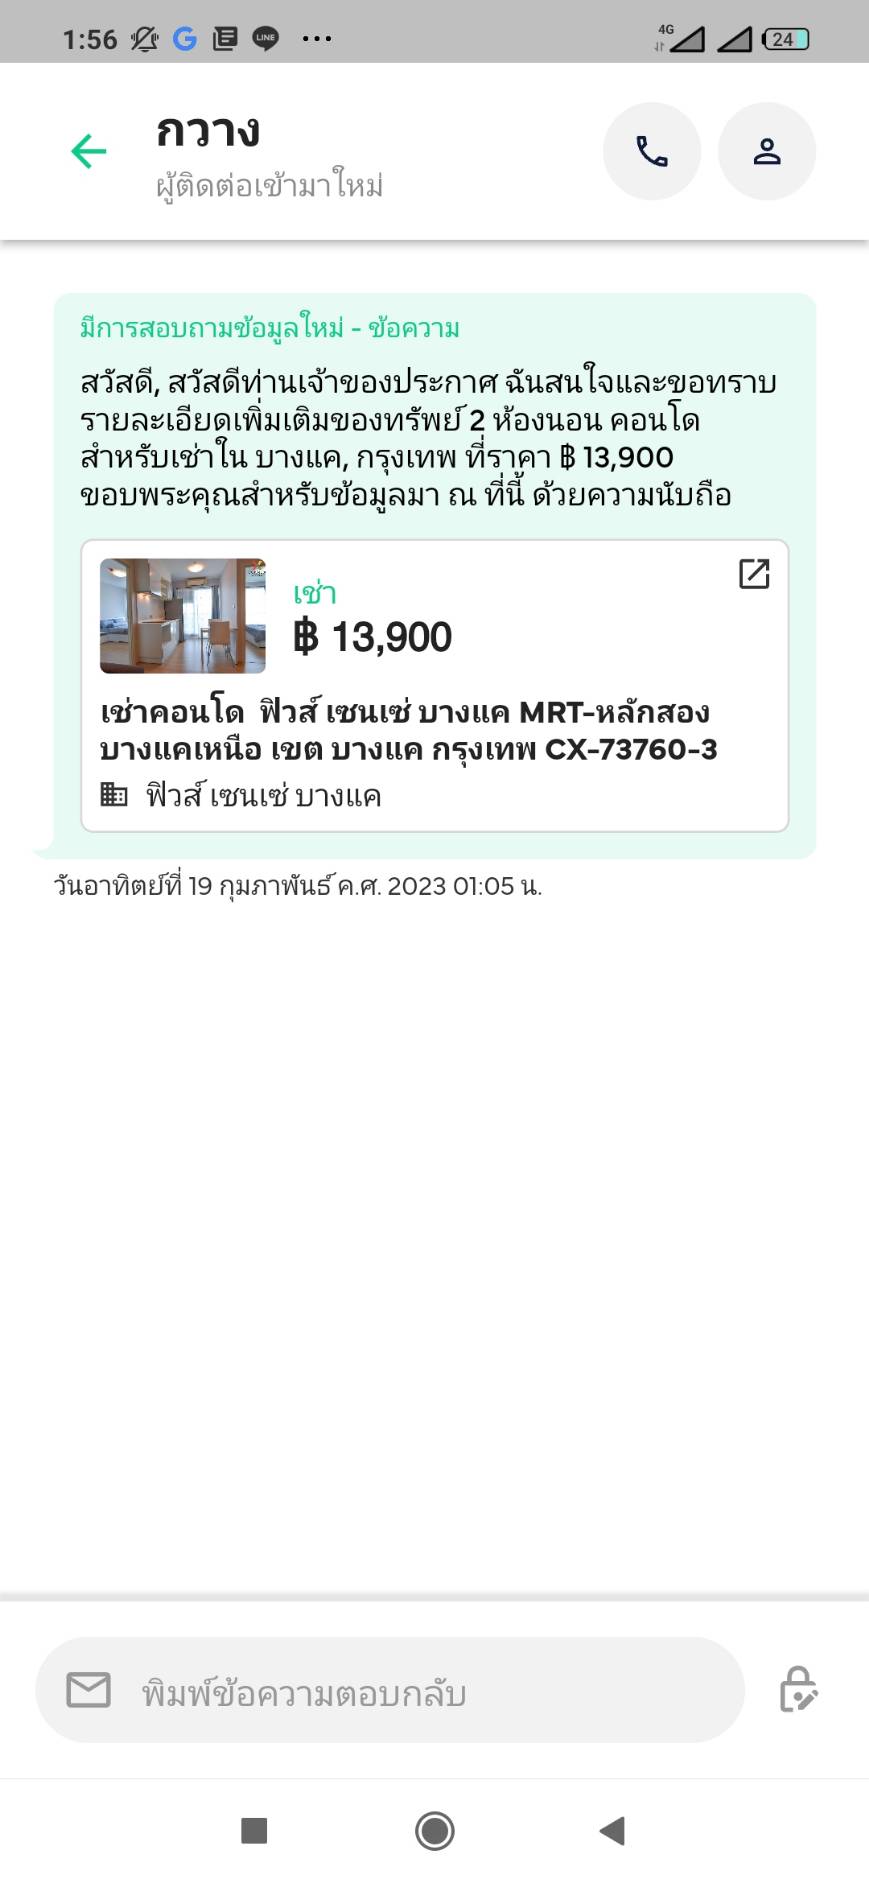 1:56
LINE
4G
24
กวาง
ผู้ติดต่อเข้ามาใหม่
มีการสอบถามข้อมูลใหม่ - ข้อความ
สวัสดี, สวัสดีท่านเจ้าของประกาศ ฉันสนใจและขอทราบ
รายละเอียดเพิ่มเติมของทรัพย์ 2 ห้องนอน คอนโด
สำหรับเช่าใน บางแค, กรุงเทพ ที่ราคา ฿ 13,900
ขอบพระคุณสำหรับข้อมูลมา ณ ที่นี้ ด้วยความนับถือ
เช่า
฿ 13,900
เช่าคอนโด  ฟิวส์ เซนเซ่ บางแค MRT-หลักสอง
บางแคเหนือ เขต บางแค กรุงเทพ CX-73760-3
ฟิวส์ เซนเซ่ บางแค
วันอาทิตย์ที่ 19 กุมภาพันธ์ ค.ศ. 2023 01:05 น.
พิมพ์ข้อความตอบกลับ